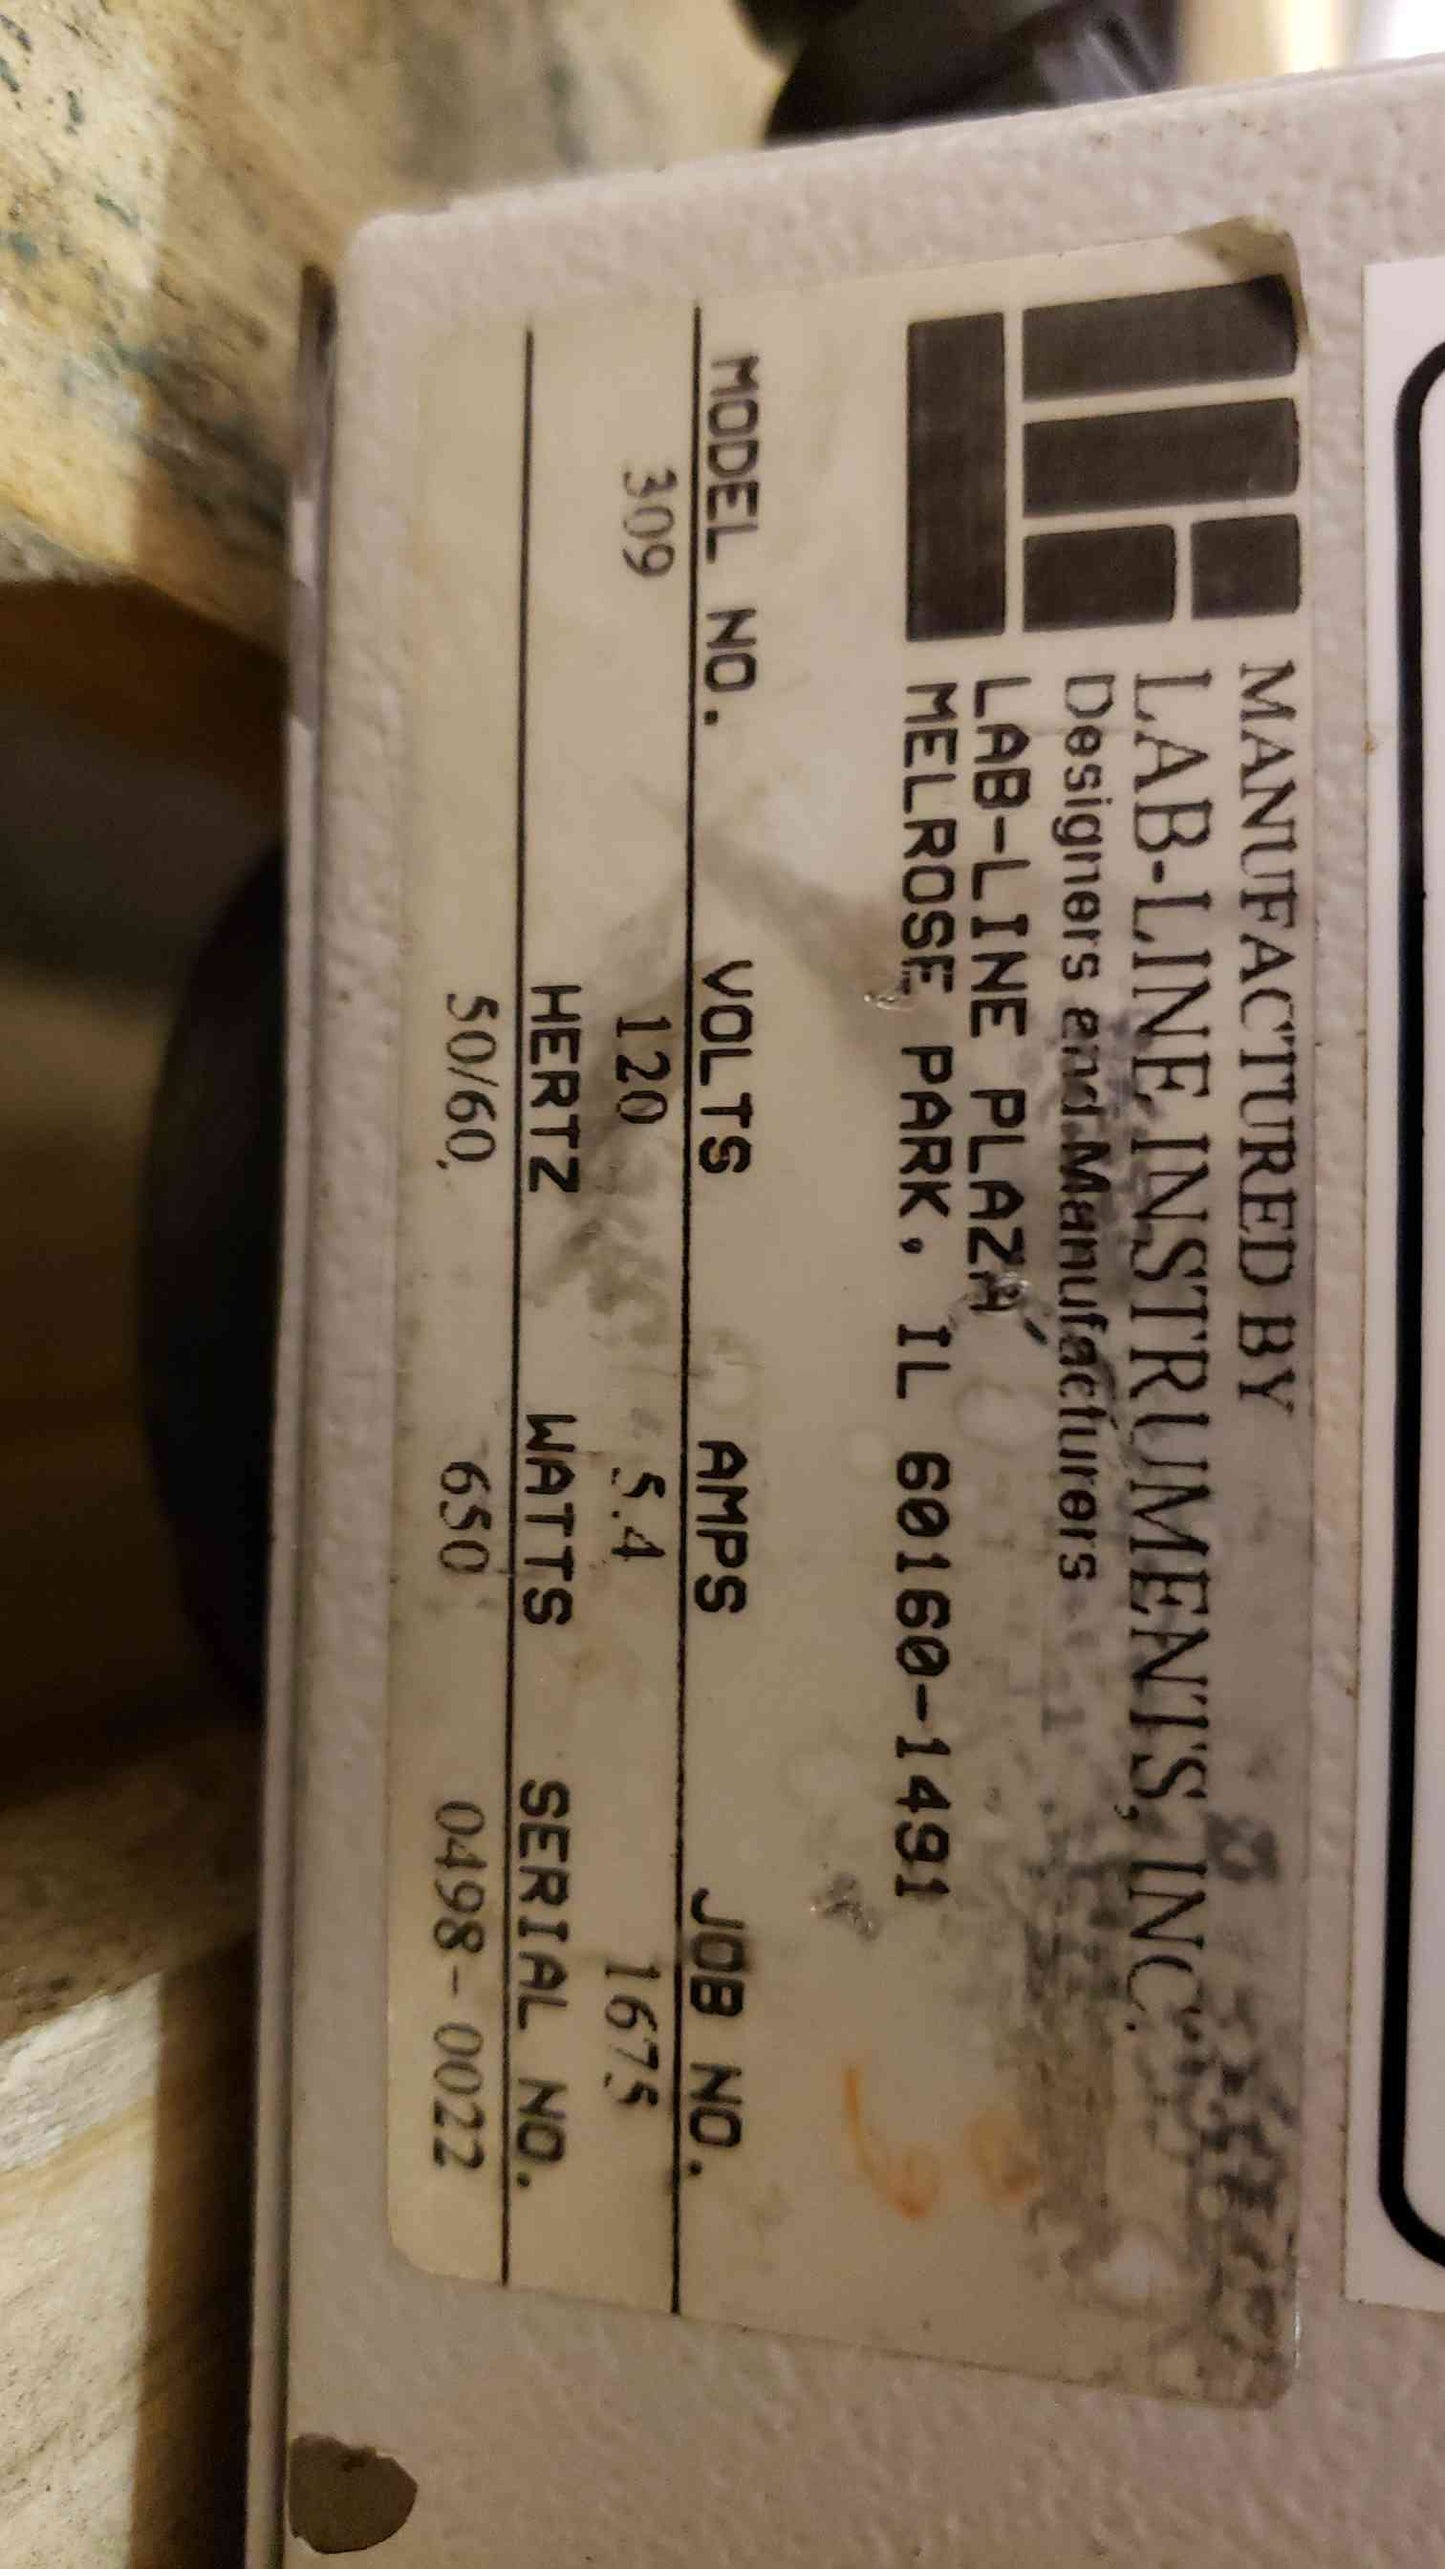 MANUFACTURED BY
LAB-LINE INSTRUMENTS, INC.
Designers and Manufacturers
LAB-LINE PLAZA
MELROSE PARK, IL 60160-1491
MODEL NO. VOLTS AMPS JOB NO.
309 120 5.4 1675
HERTZ WATTS SERIAL NO.
50/60 650 0498-0022